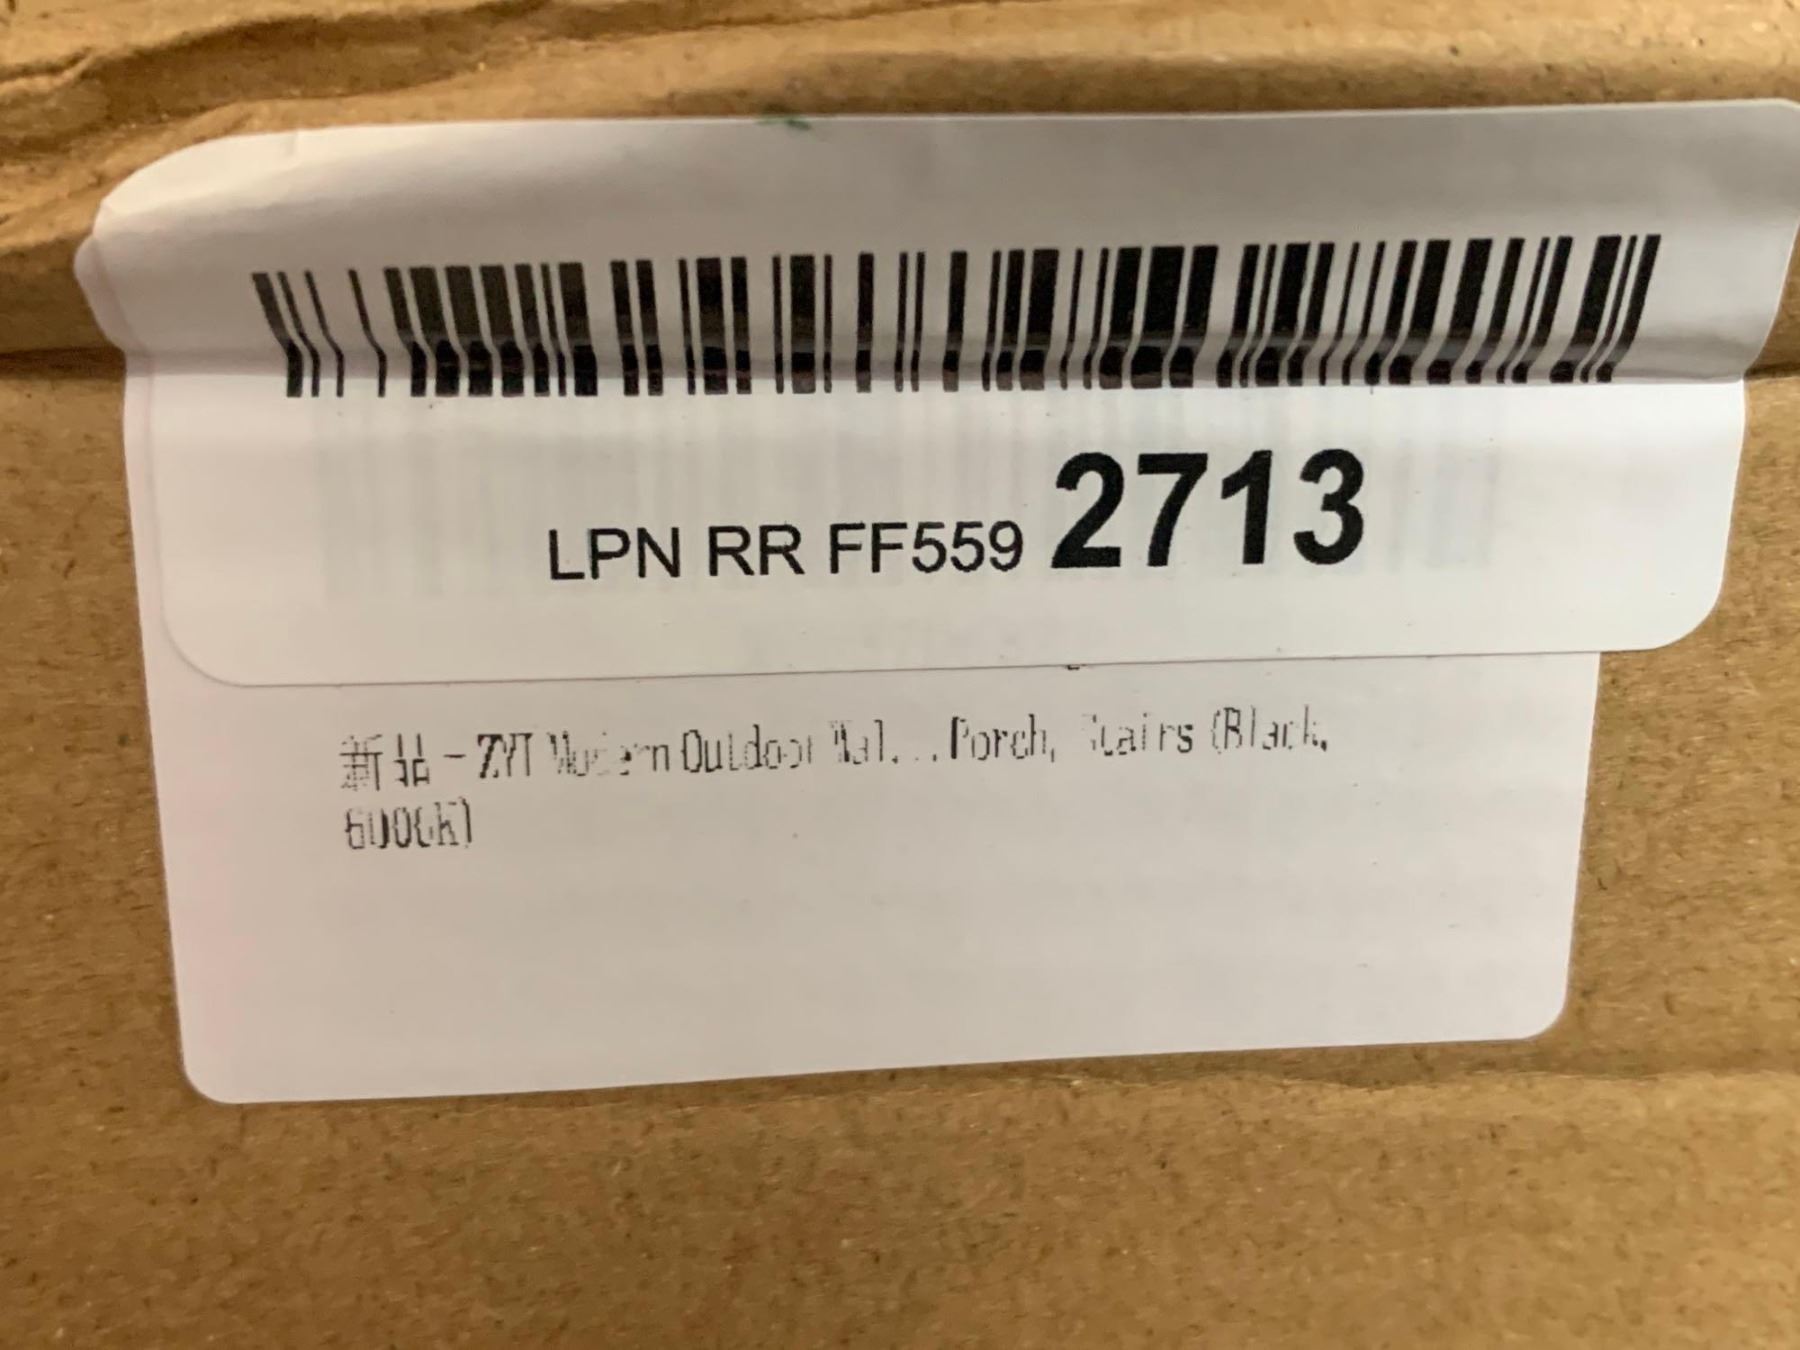 LPN RR FF559 2713
新品 - ZYT Modern Outdoor Wal... Porch, Stairs (Black,
6000K)